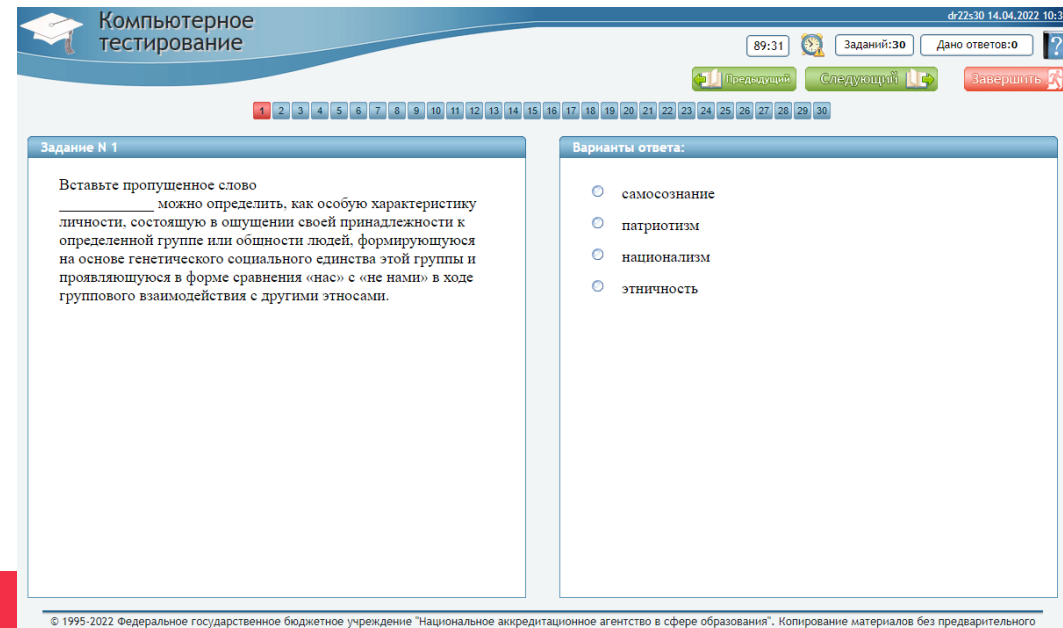 Компьютерное
тестирование
dr22s30 14.04.2022 10:3
89:31
Заданий:30
Дано ответов:0
?
Предыдущий
Следующий
Завершить
1 2 3 4 5 6 7 8 9 10 11 12 13 14 15 16 17 18 19 20 21 22 23 24 25 26 27 28 29 30
Задание N 1
Вставьте пропущенное слово
_____________ можно определить, как особую характеристику
личности, состоящую в ощущении своей принадлежности к
определенной группе или общности людей, формирующуюся
на основе генетического социального единства этой группы и
проявляющуюся в форме сравнения «нас» с «не нами» в ходе
группового взаимодействия с другими этносами.
Варианты ответа:
самосознание
патриотизм
национализм
этничность
© 1995-2022 Федеральное государственное бюджетное учреждение "Национальное аккредитационное агентство в сфере образования". Копирование материалов без предварительного